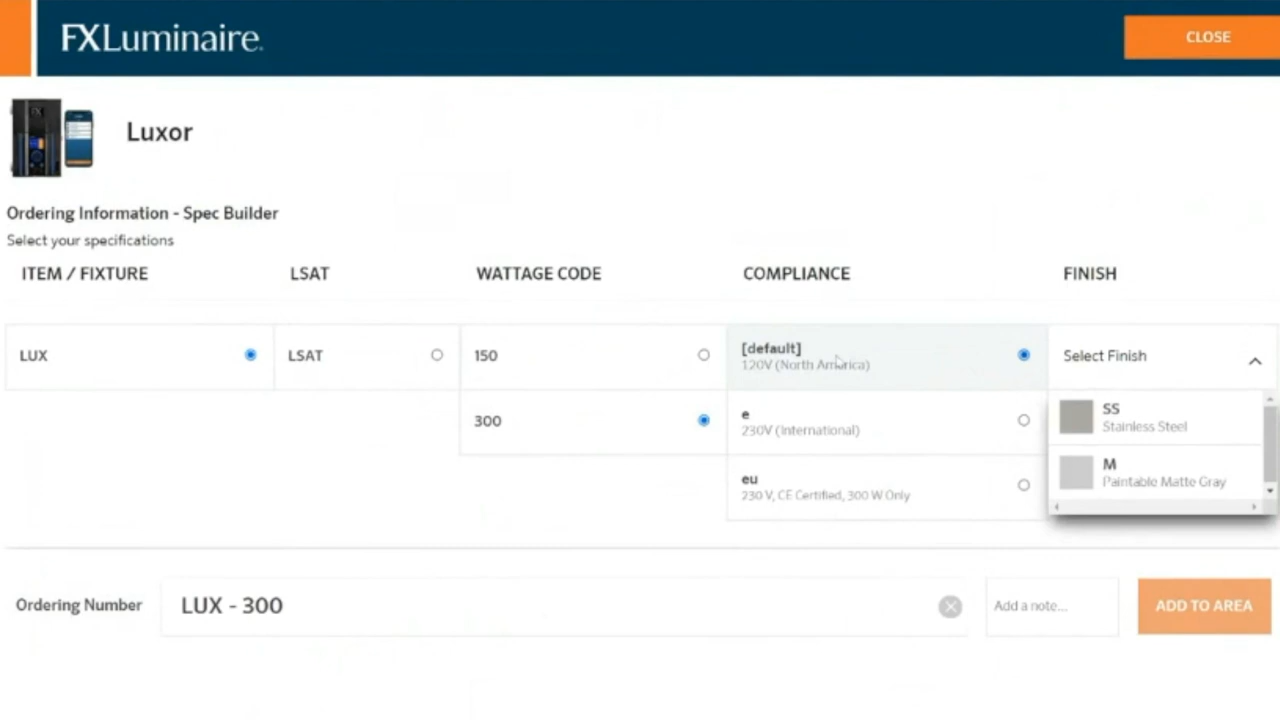 FXLuminaire.
CLOSE
FX
Luxor
Ordering Information - Spec Builder
Select your specifications
ITEM / FIXTURE LSAT WATTAGE CODE COMPLIANCE FINISH
LUX LSAT 150 [default] Select Finish
120V (North America)
300 e SS
230V (International) Stainless Steel
eu M
230 V, CE Certified, 300 W Only Paintable Matte Gray
Ordering Number LUX - 300 Add a note... ADD TO AREA